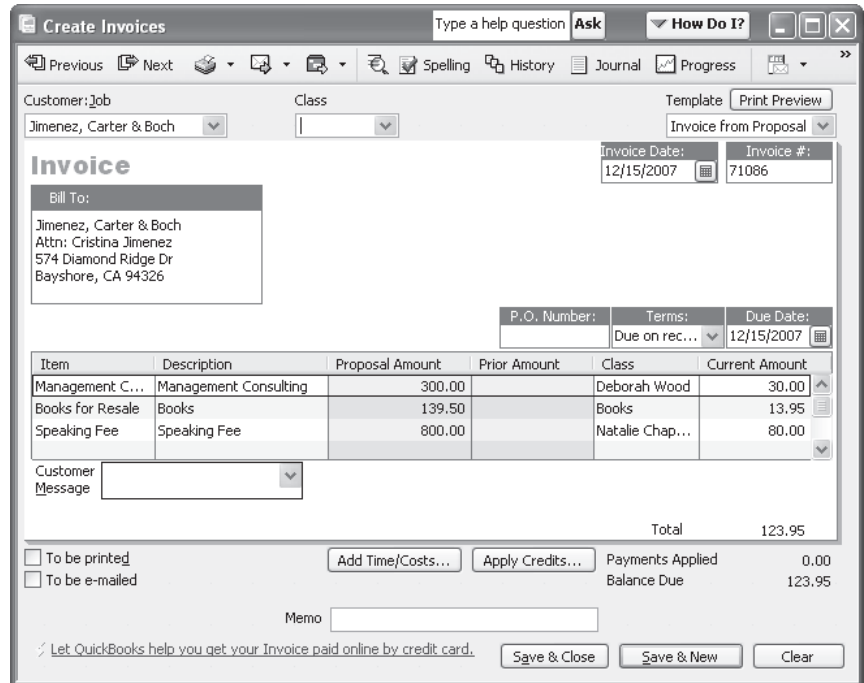 Create Invoices Type a help question Ask How Do I?
Previous Next Spelling History Journal Progress »
Customer:Job Class Template Print Preview
Jimenez, Carter & Boch Invoice from Proposal
Invoice
Invoice Date: Invoice #:
12/15/2007 71086
Bill To:
Jimenez, Carter & Boch
Attn: Cristina Jimenez
574 Diamond Ridge Dr
Bayshore, CA 94326
P.O. Number: Terms: Due Date:
Due on rec... 12/15/2007
Item Description Proposal Amount Prior Amount Class Current Amount
Management C... Management Consulting 300.00 Deborah Wood 30.00
Books for Resale Books 139.50 Books 13.95
Speaking Fee Speaking Fee 800.00 Natalie Chap... 80.00
Customer
Message
Total 123.95
To be printed Add Time/Costs... Apply Credits... Payments Applied 0.00
To be e-mailed Balance Due 123.95
Memo
Let QuickBooks help you get your Invoice paid online by credit card. Save & Close Save & New Clear